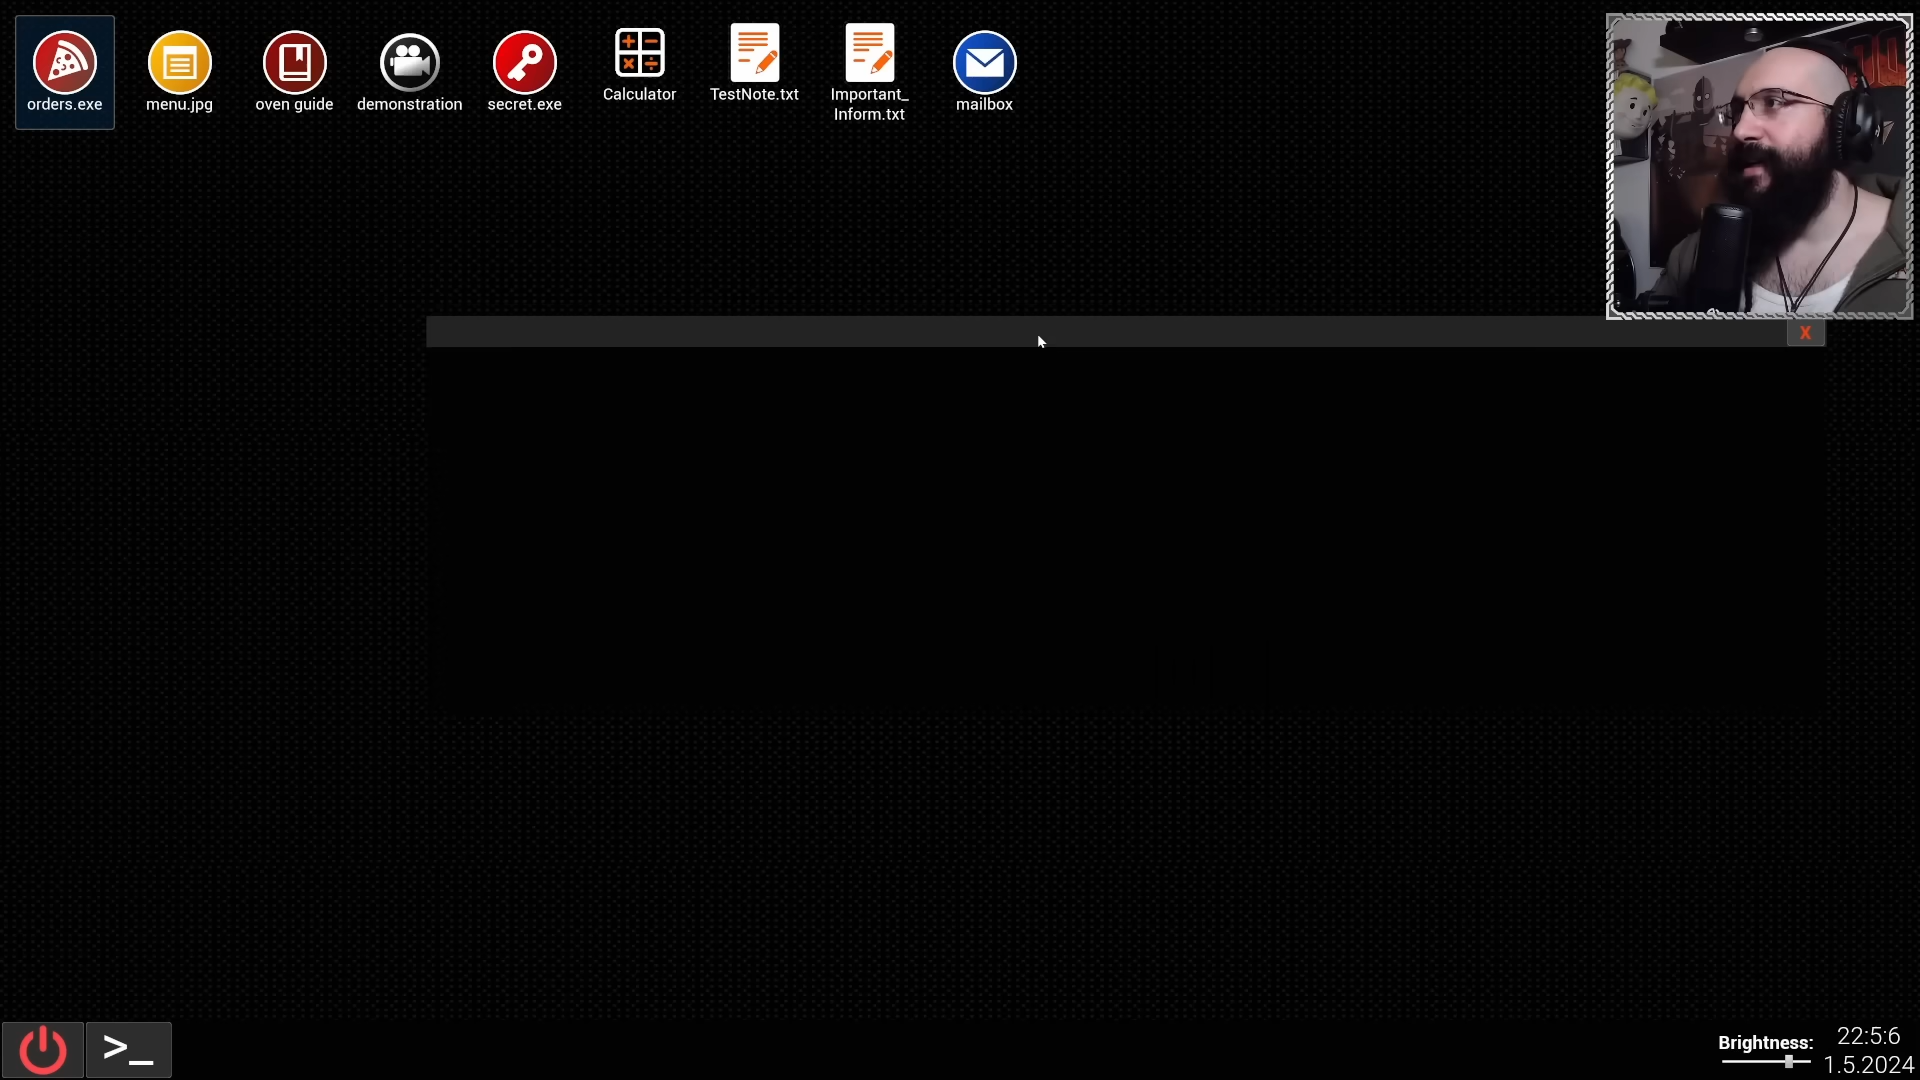 orders.exe
menu.jpg
oven guide
demonstration
secret.exe
Calculator
TestNote.txt
Important_
Inform.txt
mailbox
X
>_
Brightness:
22:5:6
1.5.2024